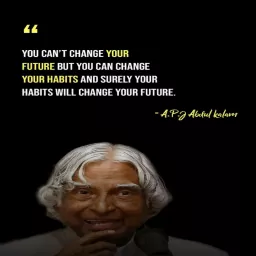 “
YOU CAN'T CHANGE YOUR
FUTURE BUT YOU CAN CHANGE
YOUR HABITS AND SURELY YOUR
HABITS WILL CHANGE YOUR FUTURE.
- A.P.J Abdul kalam